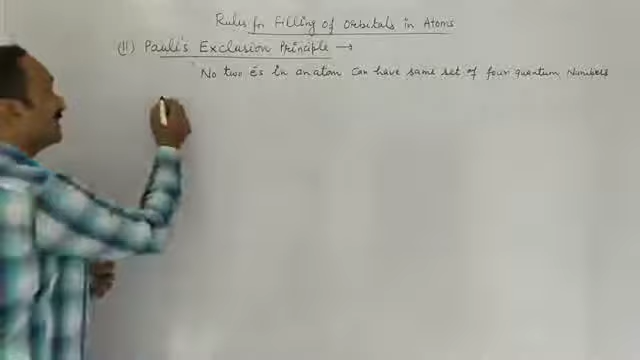 Rules for Filling of Orbitals in Atoms
(II) Pauli's Exclusion Principle →
No two ēs in an atom Can have same set of four quantum Numbers